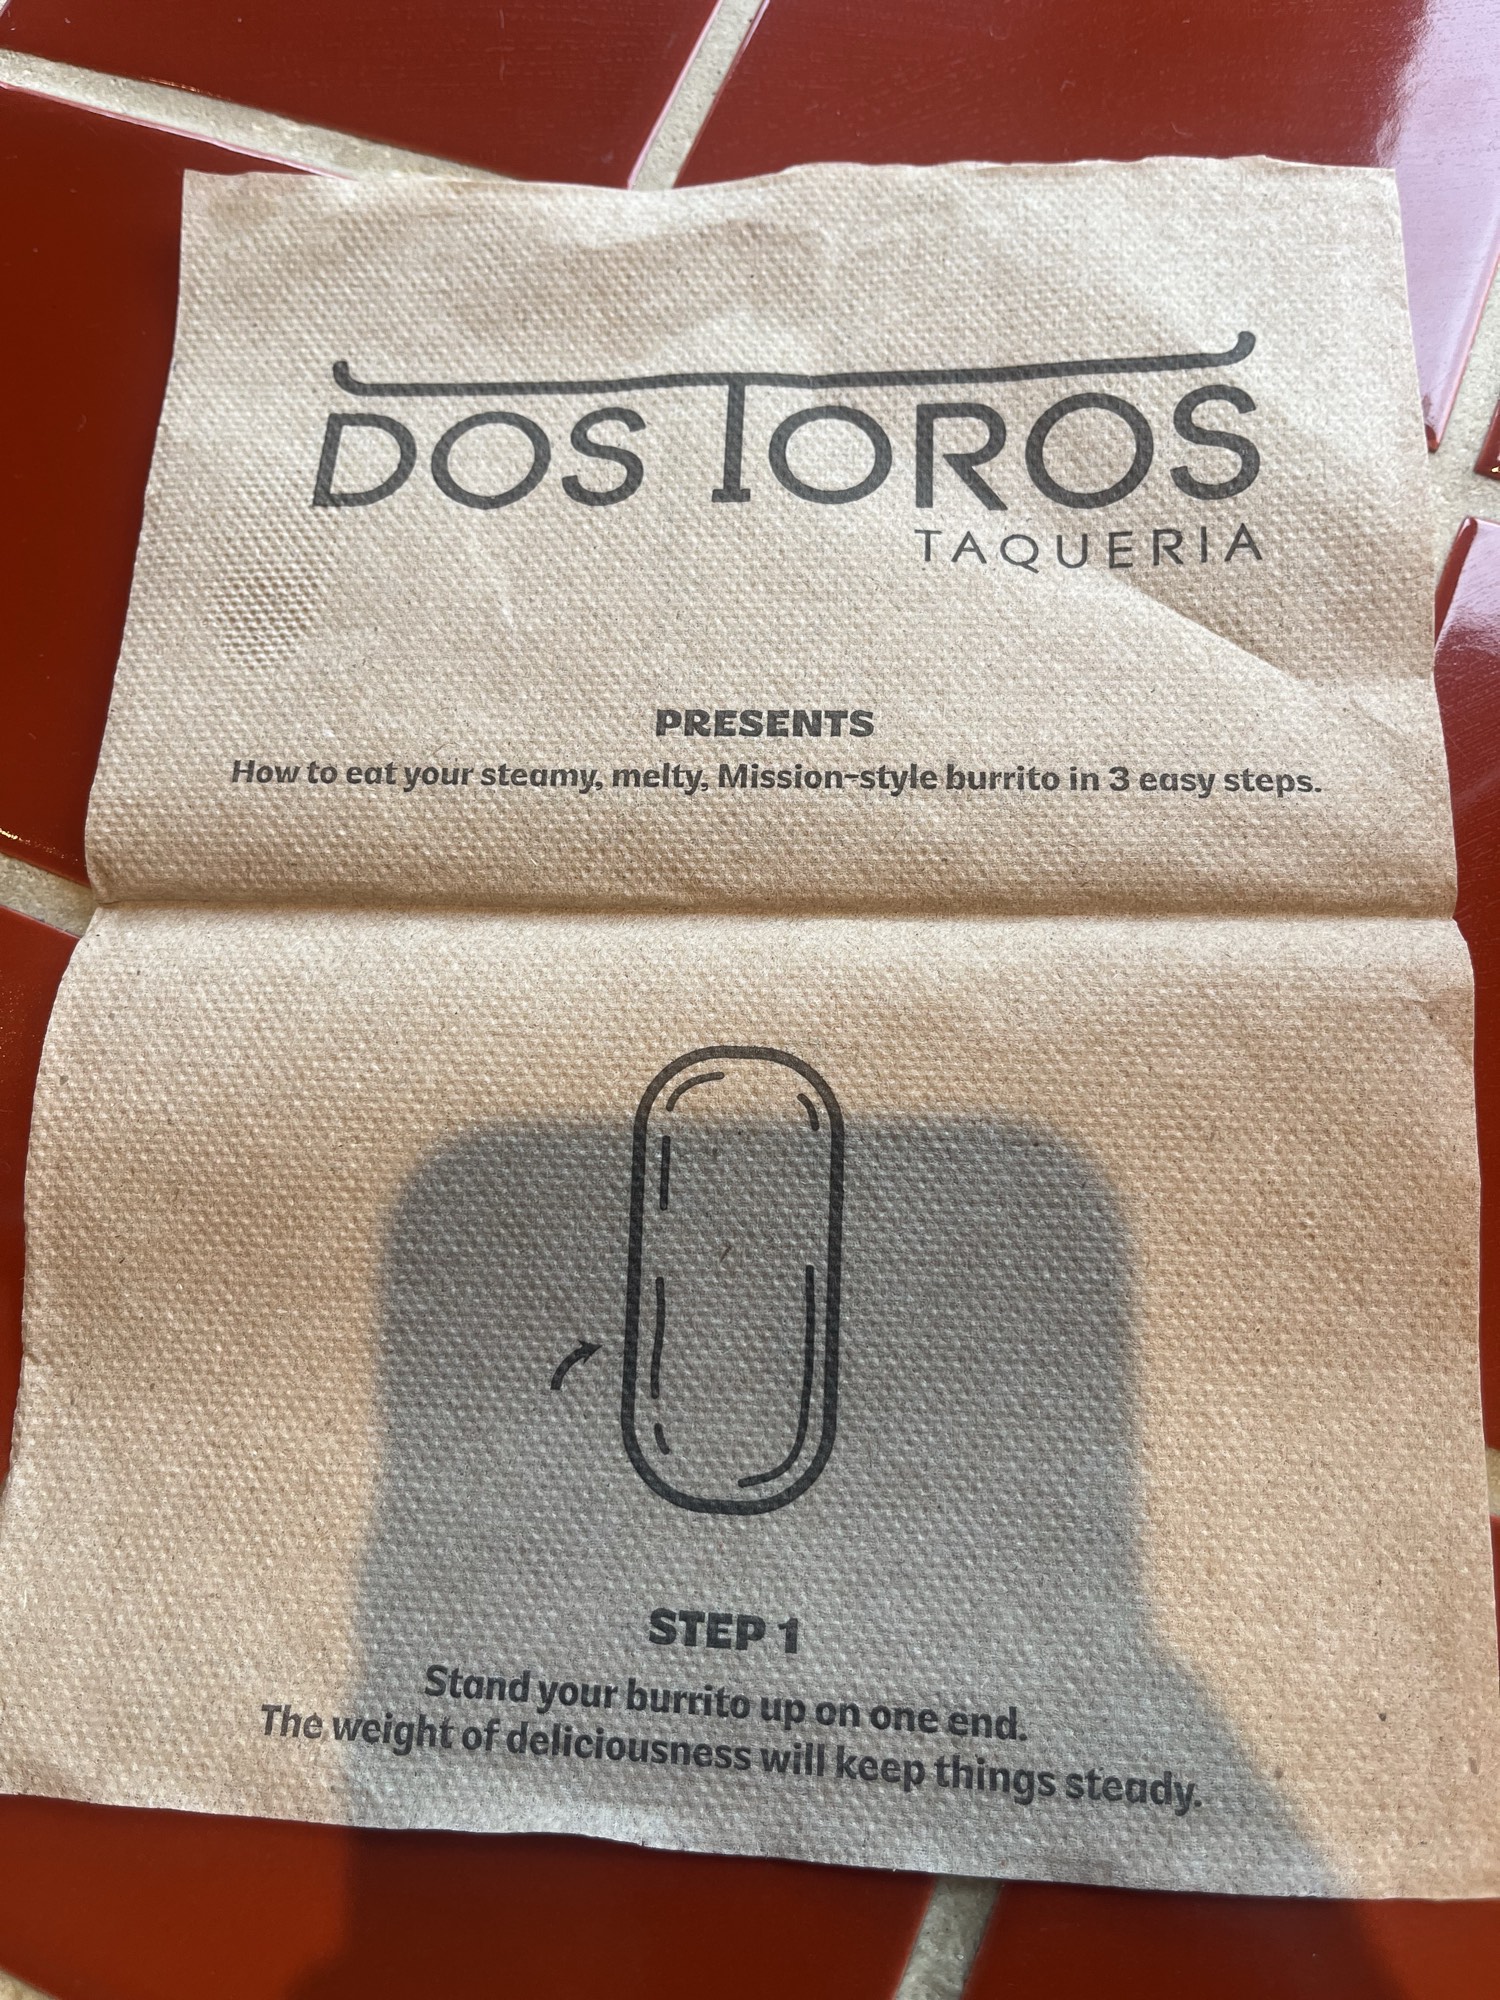 DOS TOROS
TAQUERIA
PRESENTS
How to eat your steamy, melty, Mission-style burrito in 3 easy steps.
STEP 1
Stand your burrito up on one end.
The weight of deliciousness will keep things steady.